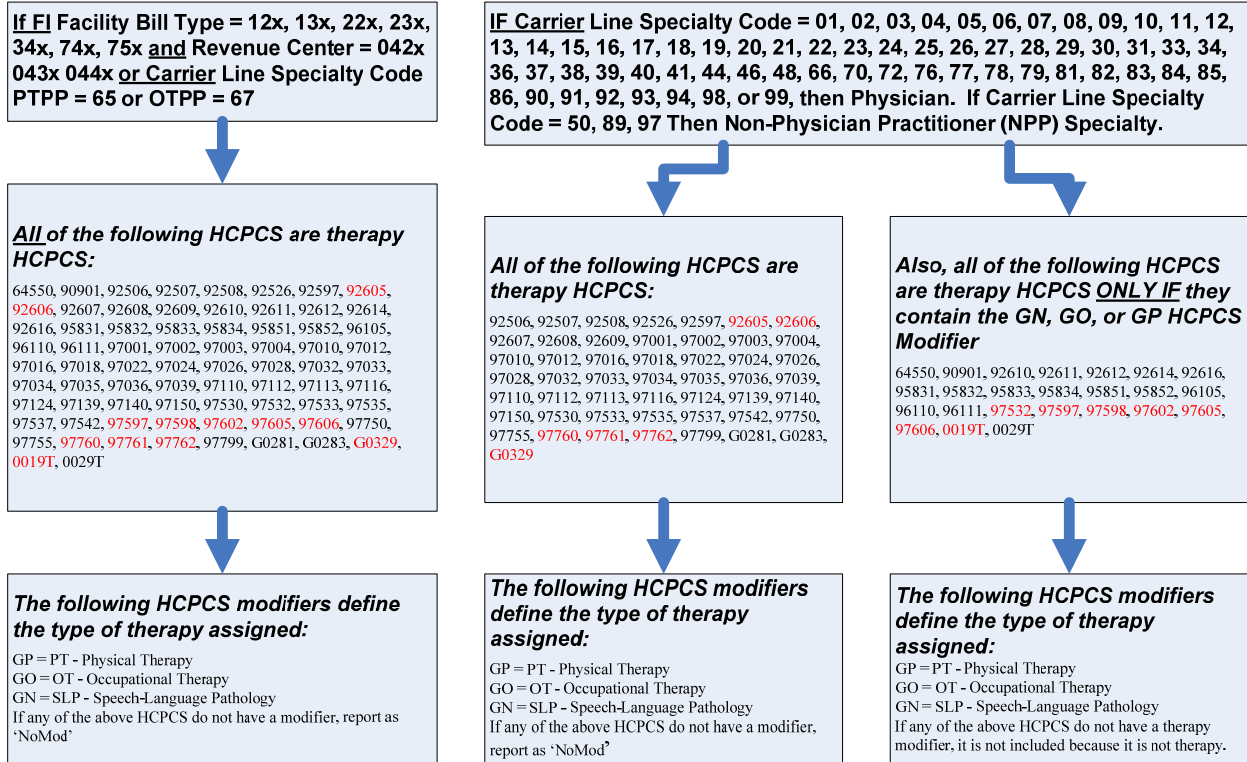 If FI Facility Bill Type = 12x, 13x, 22x, 23x,
34x, 74x, 75x and Revenue Center = 042x
043x 044x or Carrier Line Specialty Code
PTPP = 65 or OTPP = 67
IF Carrier Line Specialty Code = 01, 02, 03, 04, 05, 06, 07, 08, 09, 10, 11, 12,
13, 14, 15, 16, 17, 18, 19, 20, 21, 22, 23, 24, 25, 26, 27, 28, 29, 30, 31, 33, 34,
36, 37, 38, 39, 40, 41, 44, 46, 48, 66, 70, 72, 76, 77, 78, 79, 81, 82, 83, 84, 85,
86, 90, 91, 92, 93, 94, 98, or 99, then Physician. If Carrier Line Specialty
Code = 50, 89, 97 Then Non-Physician Practitioner (NPP) Specialty.
All of the following HCPCS are therapy
HCPCS:
64550, 90901, 92506, 92507, 92508, 92526, 92597, 92605,
92606, 92607, 92608, 92609, 92610, 92611, 92612, 92614,
92616, 95831, 95832, 95833, 95834, 95851, 95852, 96105,
96110, 96111, 97001, 97002, 97003, 97004, 97010, 97012,
97016, 97018, 97022, 97024, 97026, 97028, 97032, 97033,
97034, 97035, 97036, 97039, 97110, 97112, 97113, 97116,
97124, 97139, 97140, 97150, 97530, 97532, 97533, 97535,
97537, 97542, 97597, 97598, 97602, 97605, 97606, 97750,
97755, 97760, 97761, 97762, 97799, G0281, G0283, G0329,
0019T, 0029T
All of the following HCPCS are
therapy HCPCS:
92506, 92507, 92508, 92526, 92597, 92605, 92606,
92607, 92608, 92609, 97001, 97002, 97003, 97004,
97010, 97012, 97016, 97018, 97022, 97024, 97026,
97028, 97032, 97033, 97034, 97035, 97036, 97039,
97110, 97112, 97113, 97116, 97124, 97139, 97140,
97150, 97530, 97533, 97535, 97537, 97542, 97750,
97755, 97760, 97761, 97762, 97799, G0281, G0283,
G0329
Also, all of the following HCPCS
are therapy HCPCS ONLY IF they
contain the GN, GO, or GP HCPCS
Modifier
64550, 90901, 92610, 92611, 92612, 92614, 92616,
95831, 95832, 95833, 95834, 95851, 95852, 96105,
96110, 96111, 97532, 97597, 97598, 97602, 97605,
97606, 0019T, 0029T
The following HCPCS modifiers define
the type of therapy assigned:
GP = PT - Physical Therapy
GO = OT - Occupational Therapy
GN = SLP - Speech-Language Pathology
If any of the above HCPCS do not have a modifier, report as
‘NoMod’
The following HCPCS modifiers
define the type of therapy
assigned:
GP = PT - Physical Therapy
GO = OT - Occupational Therapy
GN = SLP - Speech-Language Pathology
If any of the above HCPCS do not have a modifier,
report as ‘NoMod’
The following HCPCS modifiers
define the type of therapy
assigned:
GP = PT - Physical Therapy
GO = OT - Occupational Therapy
GN = SLP - Speech-Language Pathology
If any of the above HCPCS do not have a therapy
modifier, it is not included because it is not therapy.